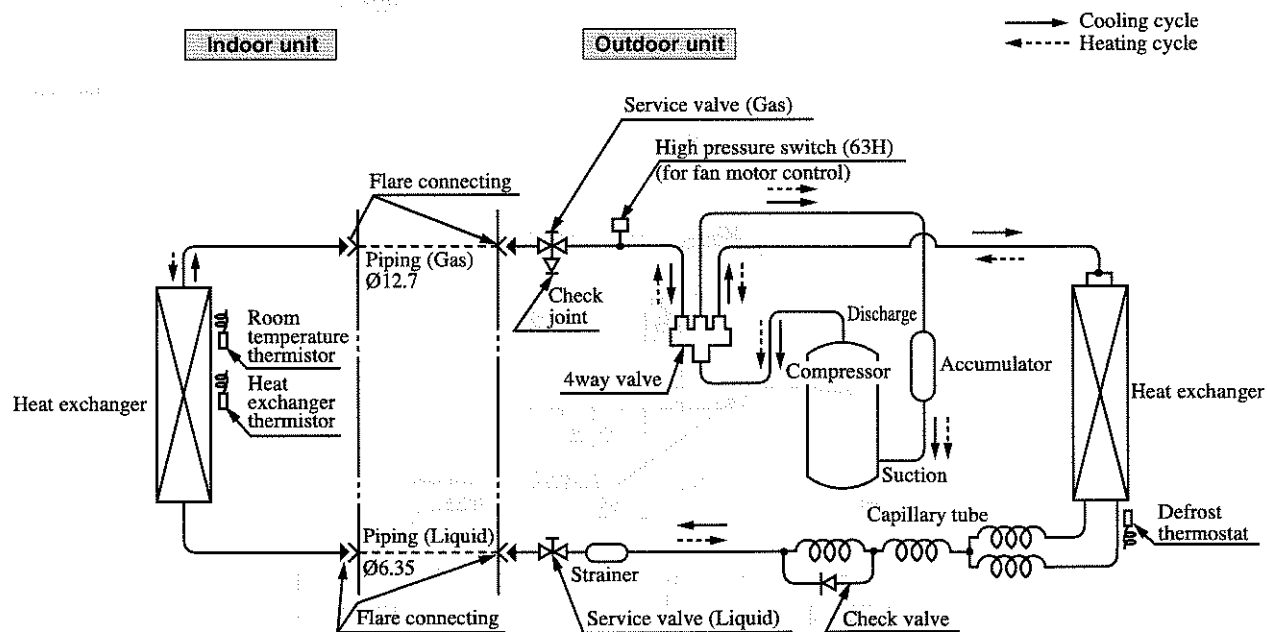 Indoor unit
Outdoor unit
Cooling cycle
Heating cycle
Service valve (Gas)
High pressure switch (63H)
(for fan motor control)
Flare connecting
Piping (Gas)
Ø12.7
Check
joint
Room
temperature
thermistor
Heat
exchanger
thermistor
Heat exchanger
4way valve
Discharge
Compressor
Accumulator
Heat exchanger
Suction
Capillary tube
Defrost
thermostat
Piping (Liquid)
Ø6.35
Strainer
Flare connecting
Service valve (Liquid)
Check valve